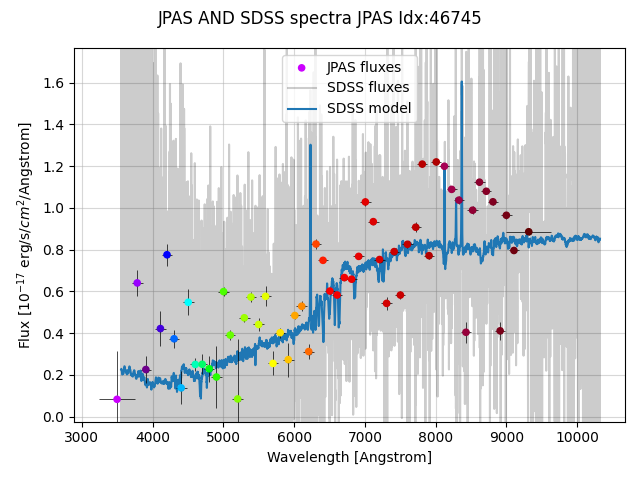 JPAS AND SDSS spectra JPAS Idx:46745
JPAS fluxes
SDSS fluxes
SDSS model
1.6
1.4
1.2
1.0
0.8
0.6
0.4
0.2
0.0
Flux [10⁻¹⁷ erg/s/cm²/Angstrom]
3000 4000 5000 6000 7000 8000 9000 10000
Wavelength [Angstrom]